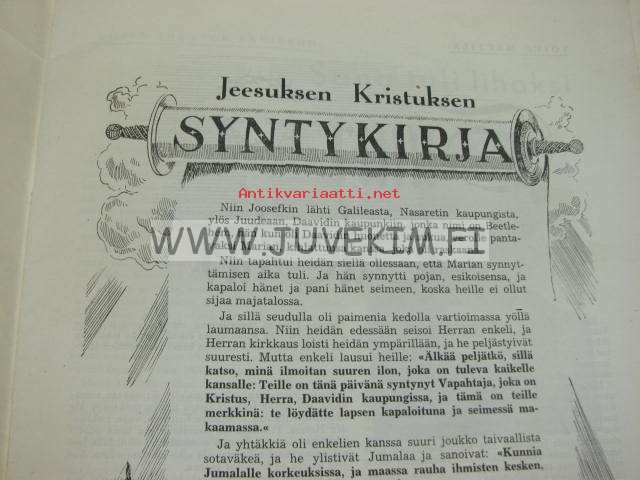 Jeesuksen Kristuksen
SYNTYKIRJA
Antikvariaatti.net
Niin Joosefkin lähti Galileasta, Nasaretin kaupungista,
ylös Juudeaan, Daavidin kaupunkiin, jonka nimi on Beetle-
hem,
WWW.JUVEKIM.FI
Niin tapahtui heidän siellä ollessaan, että Marian synnyt-
tämisen aika tuli. Ja hän synnytti pojan, esikoisensa, ja
kapaloi hänet ja pani hänet seimeen, koska heille ei ollut
sijaa majatalossa.
Ja sillä seudulla oli paimenia kedolla vartioimassa yöllä
laumaansa. Niin heidän edessään seisoi Herran enkeli, ja
Herran kirkkaus loisti heidän ympärillään, ja he peljästyivät
suuresti. Mutta enkeli lausui heille: «Älkää peljätkö, sillä
katso, minä ilmoitan suuren ilon, joka on tuleva kaikelle
kansalle: Teille on tänä päivänä syntynyt Vapahtaja, joka on
Kristus, Herra, Daavidin kaupungissa, ja tämä on teille
merkkinä: te löydätte lapsen kapaloituna ja seimessä ma-
kaamassa.«
Ja yhtäkkiä oli enkelien kanssa suuri joukko taivaallista
sotaväkeä, ja he ylistivät Jumalaa ja sanoivat: «Kunnia
Jumalalle korkeuksissa, ja maassa rauha ihmisten kesken,